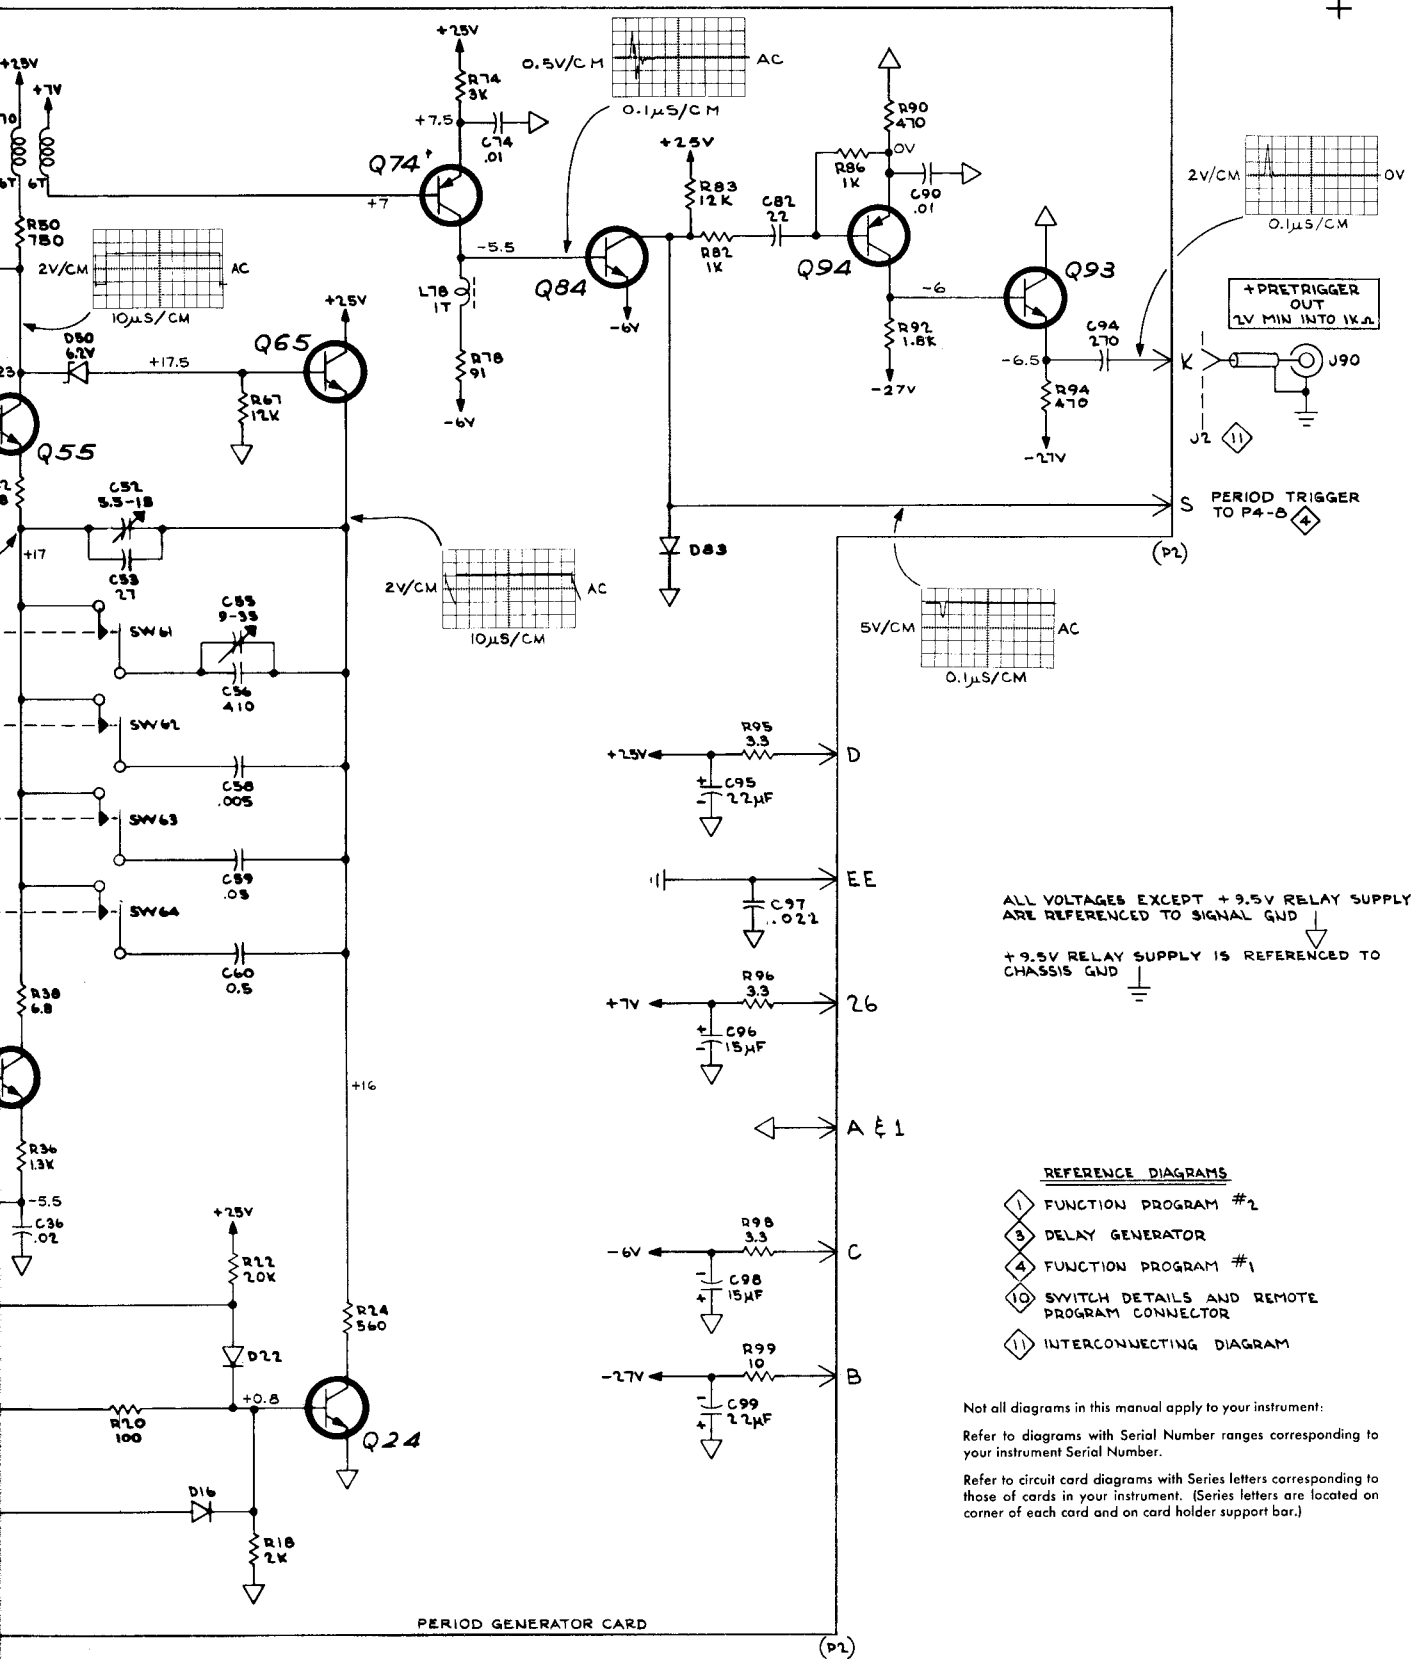 +25V
+7V
70
6T
6T
R50
750
2V/CM
AC
10µS/CM
+25V
R74
3K
+7.5
C74
.01
Q74
+7
0.5V/CM
AC
0.1µS/CM
-5.5
Q84
-6V
L78
1T
R78
91
-6V
+25V
R83
12K
R82
1K
C82
22
R86
1K
R90
470
0V
C90
.01
Q94
-6
R92
1.8K
-27V
Q93
-6.5
C94
270
R94
470
-27V
2V/CM
0V
0.1µS/CM
+PRETRIGGER
OUT
2V MIN INTO 1KΩ
K
J90
J2
11
S
PERIOD TRIGGER
TO P4-8
4
(P2)
D83
5V/CM
AC
0.1µS/CM
23
D50
6.2V
+17.5
Q65
+25V
R67
12K
Q55
2
8
C52
5.5-18
+17
C53
27
2V/CM
AC
10µS/CM
SW61
C55
9-35
C56
410
SW62
C58
.005
SW63
C59
.05
SW64
C60
0.5
R38
6.8
+16
R36
1.3K
-5.5
C36
.02
+25V
R22
20K
D22
R24
560
+0.8
R20
100
Q24
D16
R18
2K
+25V
R95
3.3
D
+
-
C95
22µF
EE
C97
.022
+7V
R96
3.3
26
+
-
C96
15µF
A & 1
-6V
R98
3.3
C
-
+
C98
15µF
-27V
R99
10
B
-
+
C99
22µF
ALL VOLTAGES EXCEPT +9.5V RELAY SUPPLY
ARE REFERENCED TO SIGNAL GND
+9.5V RELAY SUPPLY IS REFERENCED TO
CHASSIS GND
REFERENCE DIAGRAMS
1 FUNCTION PROGRAM #2
3 DELAY GENERATOR
4 FUNCTION PROGRAM #1
10 SWITCH DETAILS AND REMOTE
PROGRAM CONNECTOR
11 INTERCONNECTING DIAGRAM
Not all diagrams in this manual apply to your instrument:
Refer to diagrams with Serial Number ranges corresponding to
your instrument Serial Number.
Refer to circuit card diagrams with Series letters corresponding to
those of cards in your instrument. (Series letters are located on
corner of each card and on card holder support bar.)
PERIOD GENERATOR CARD
(P2)